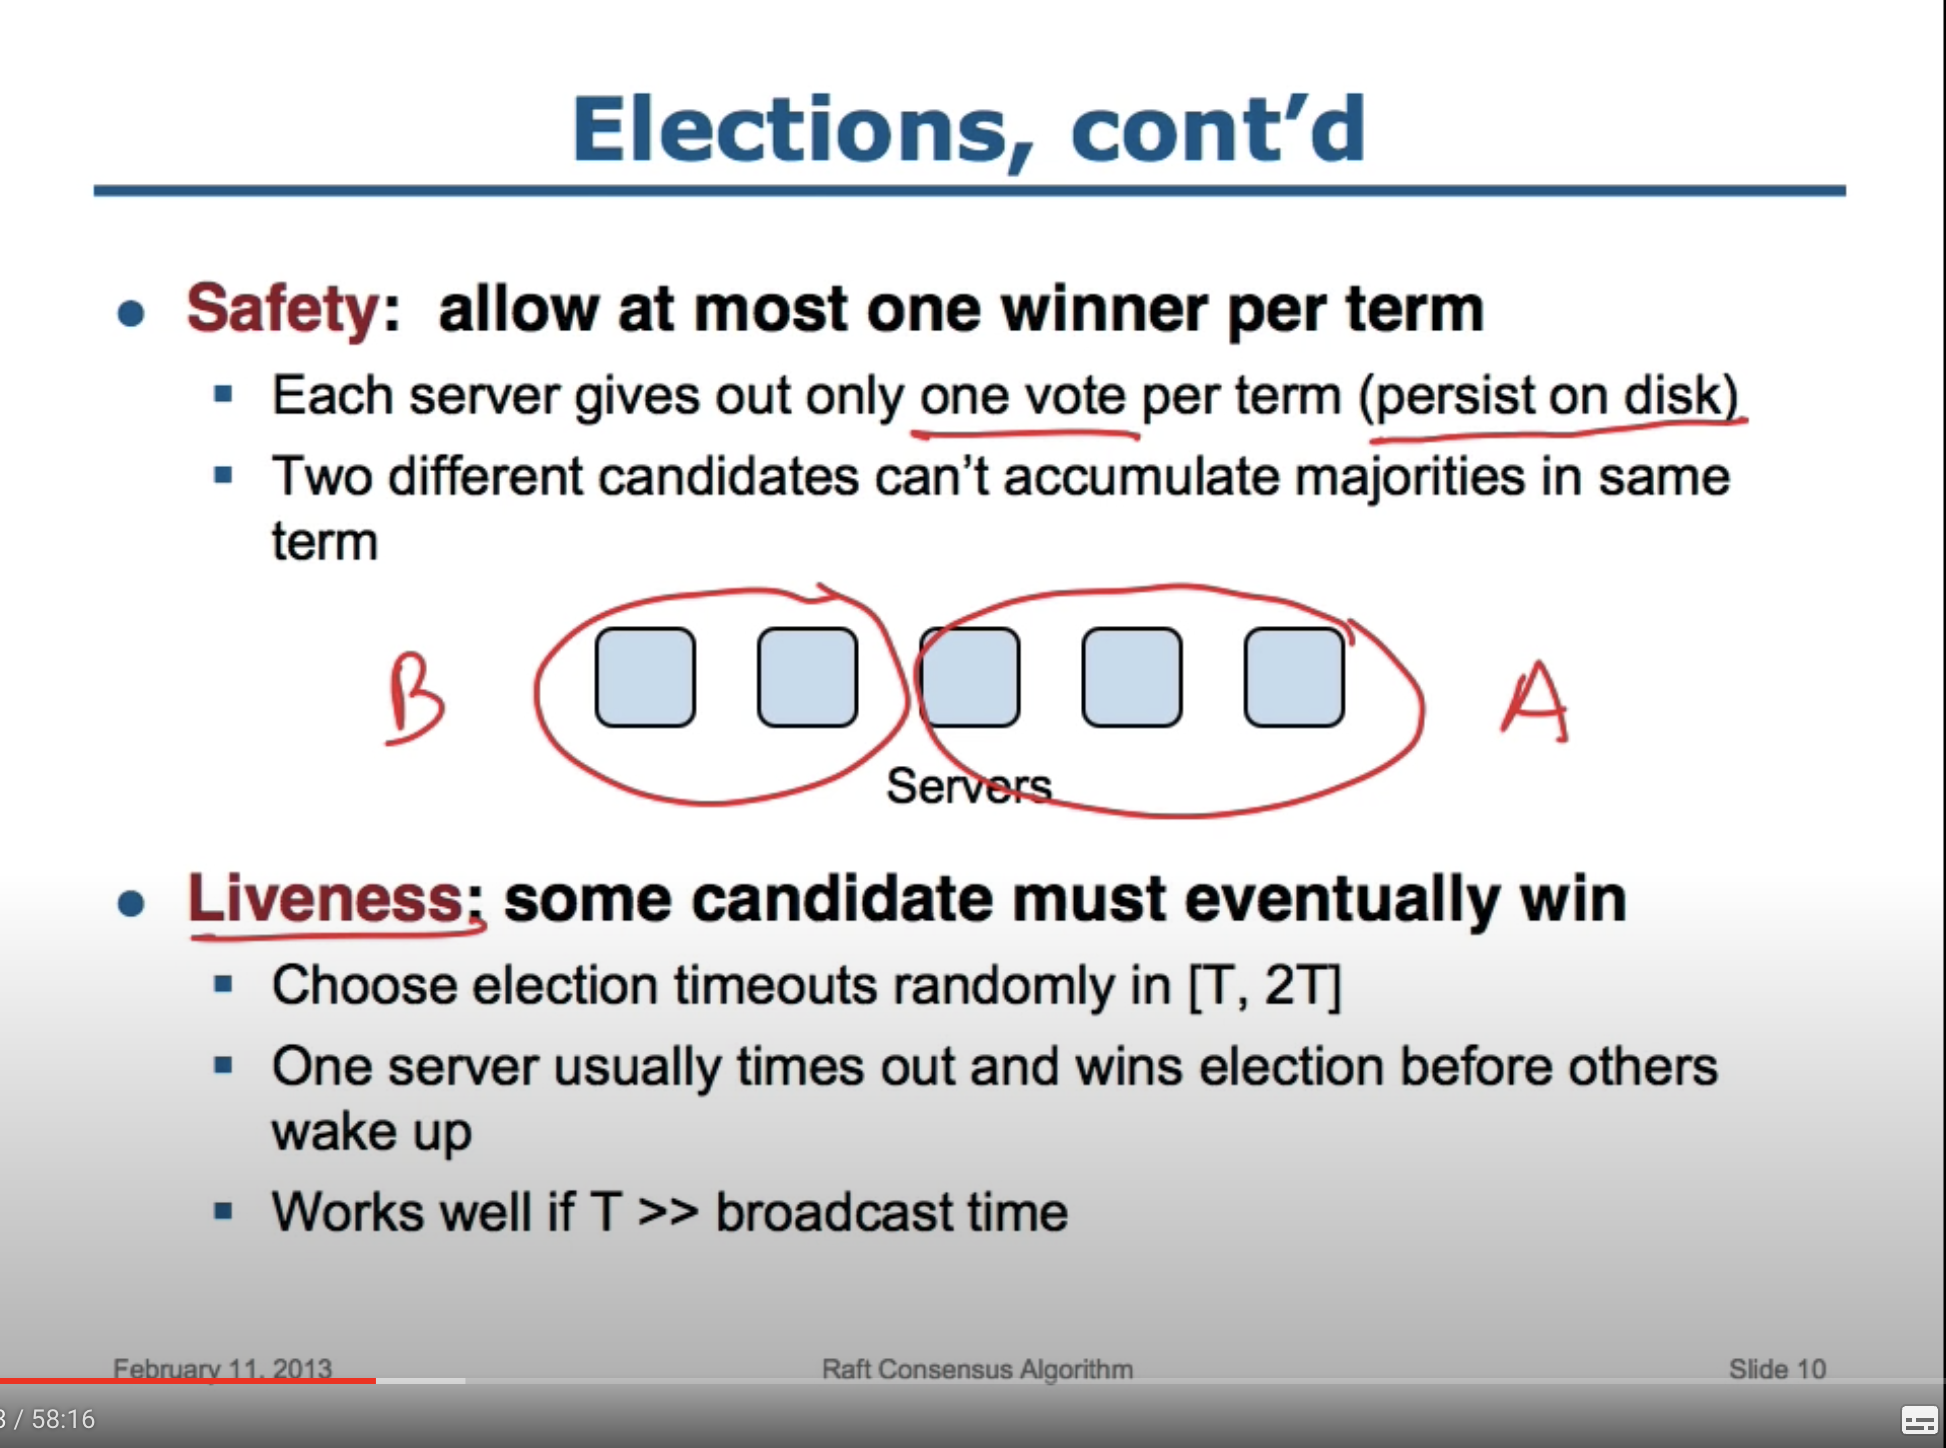 Elections, cont’d
Safety: allow at most one winner per term
Each server gives out only one vote per term (persist on disk)
Two different candidates can’t accumulate majorities in same
term
B
A
Servers
Liveness: some candidate must eventually win
Choose election timeouts randomly in [T, 2T]
One server usually times out and wins election before others
wake up
Works well if T >> broadcast time
February 11, 2013
Raft Consensus Algorithm
Slide 10
/ 58:16